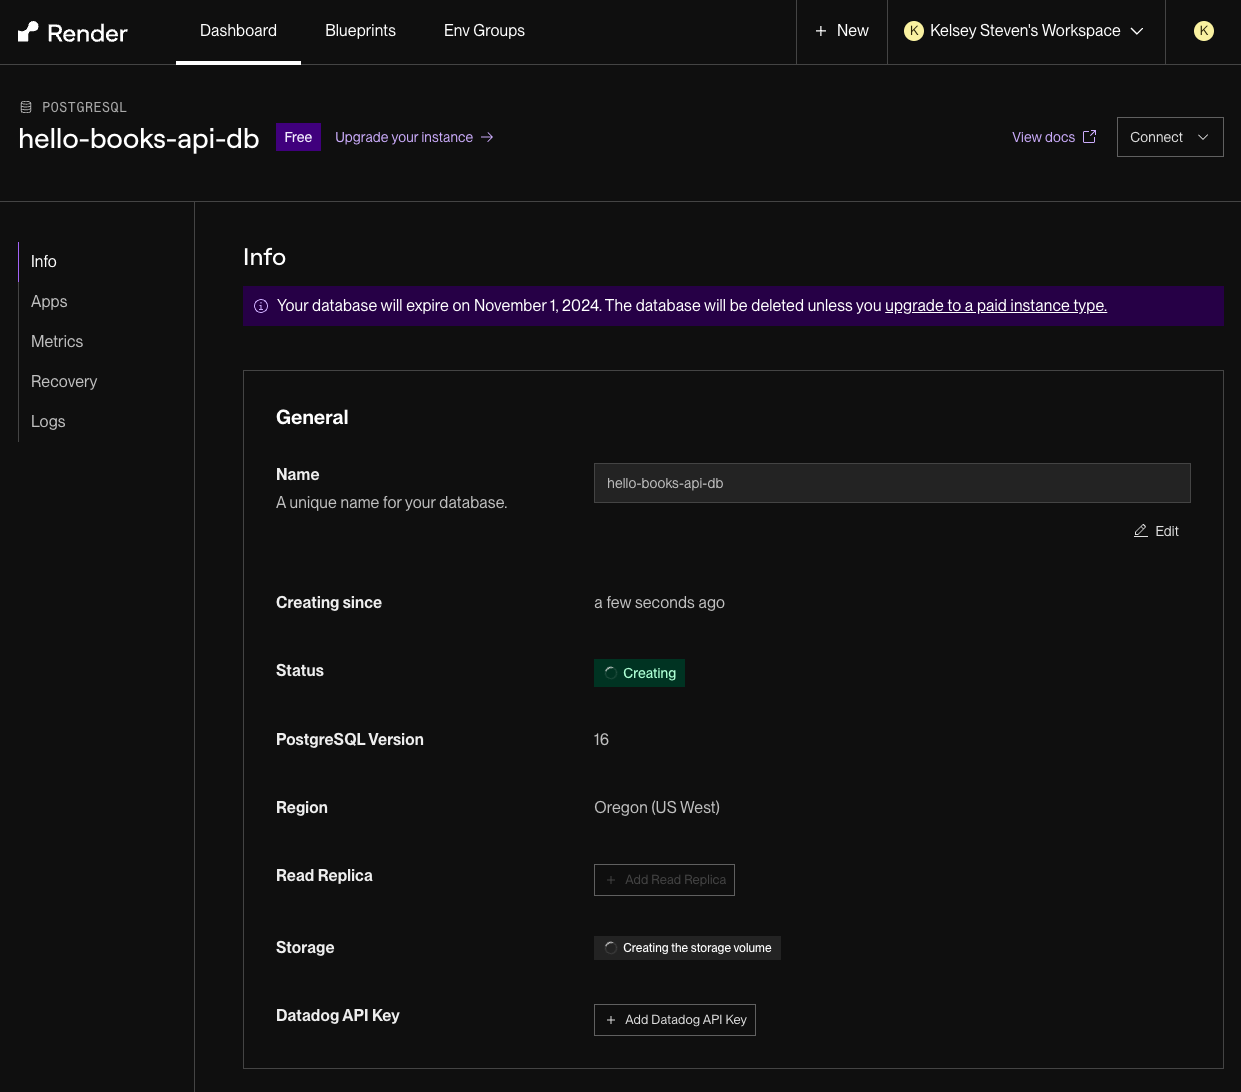 Render
Dashboard
Blueprints
Env Groups
+ New
K Kelsey Steven's Workspace
K
POSTGRESQL
hello-books-api-db
Free
Upgrade your instance →
View docs
Connect
Info
Apps
Metrics
Recovery
Logs
Info
Your database will expire on November 1, 2024. The database will be deleted unless you upgrade to a paid instance type.
General
Name
A unique name for your database.
hello-books-api-db
Edit
Creating since
a few seconds ago
Status
Creating
PostgreSQL Version
16
Region
Oregon (US West)
Read Replica
+ Add Read Replica
Storage
Creating the storage volume
Datadog API Key
+ Add Datadog API Key